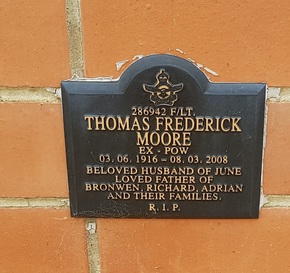 286942 F/LT.
THOMAS FREDERICK
MOORE
EX - POW
03. 06. 1916 – 08. 03. 2008
BELOVED HUSBAND OF JUNE
LOVED FATHER OF
BRONWEN, RICHARD, ADRIAN
AND THEIR FAMILIES.
R. I. P.